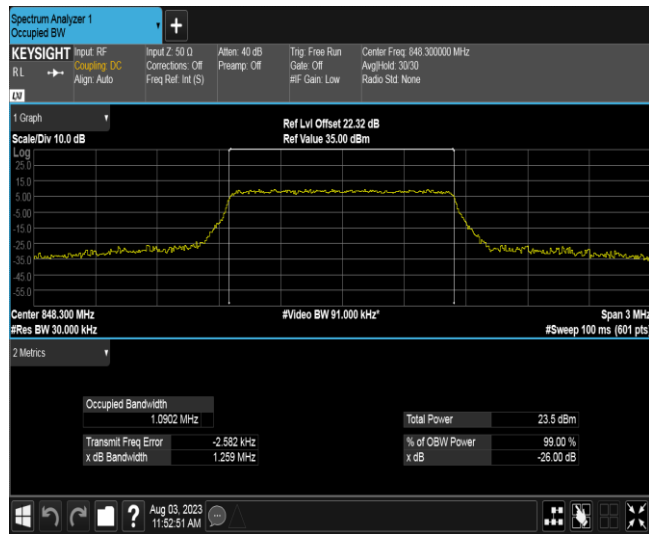 Spectrum Analyzer 1
Occupied BW
+
KEYSIGHT
RL
LXI
Input: RF
Coupling: DC
Align: Auto
Input Z: 50 Ω
Corrections: Off
Freq Ref: Int (S)
Atten: 40 dB
Preamp: Off
Trig: Free Run
Gate: Off
#IF Gain: Low
Center Freq: 848.300000 MHz
Avg|Hold: 30/30
Radio Std: None
1 Graph
Scale/Div 10.0 dB
Ref Lvl Offset 22.32 dB
Ref Value 35.00 dBm
Log
25.0
15.0
5.00
-5.00
-15.0
-25.0
-35.0
-45.0
-55.0
Center 848.300 MHz
#Video BW 91.000 kHz*
Span 3 MHz
#Res BW 30.000 kHz
#Sweep 100 ms (601 pts)
2 Metrics
Occupied Bandwidth
1.0902 MHz
Total Power 23.5 dBm
Transmit Freq Error -2.582 kHz
% of OBW Power 99.00 %
x dB Bandwidth 1.259 MHz
x dB -26.00 dB
?
Aug 03, 2023
11:52:51 AM